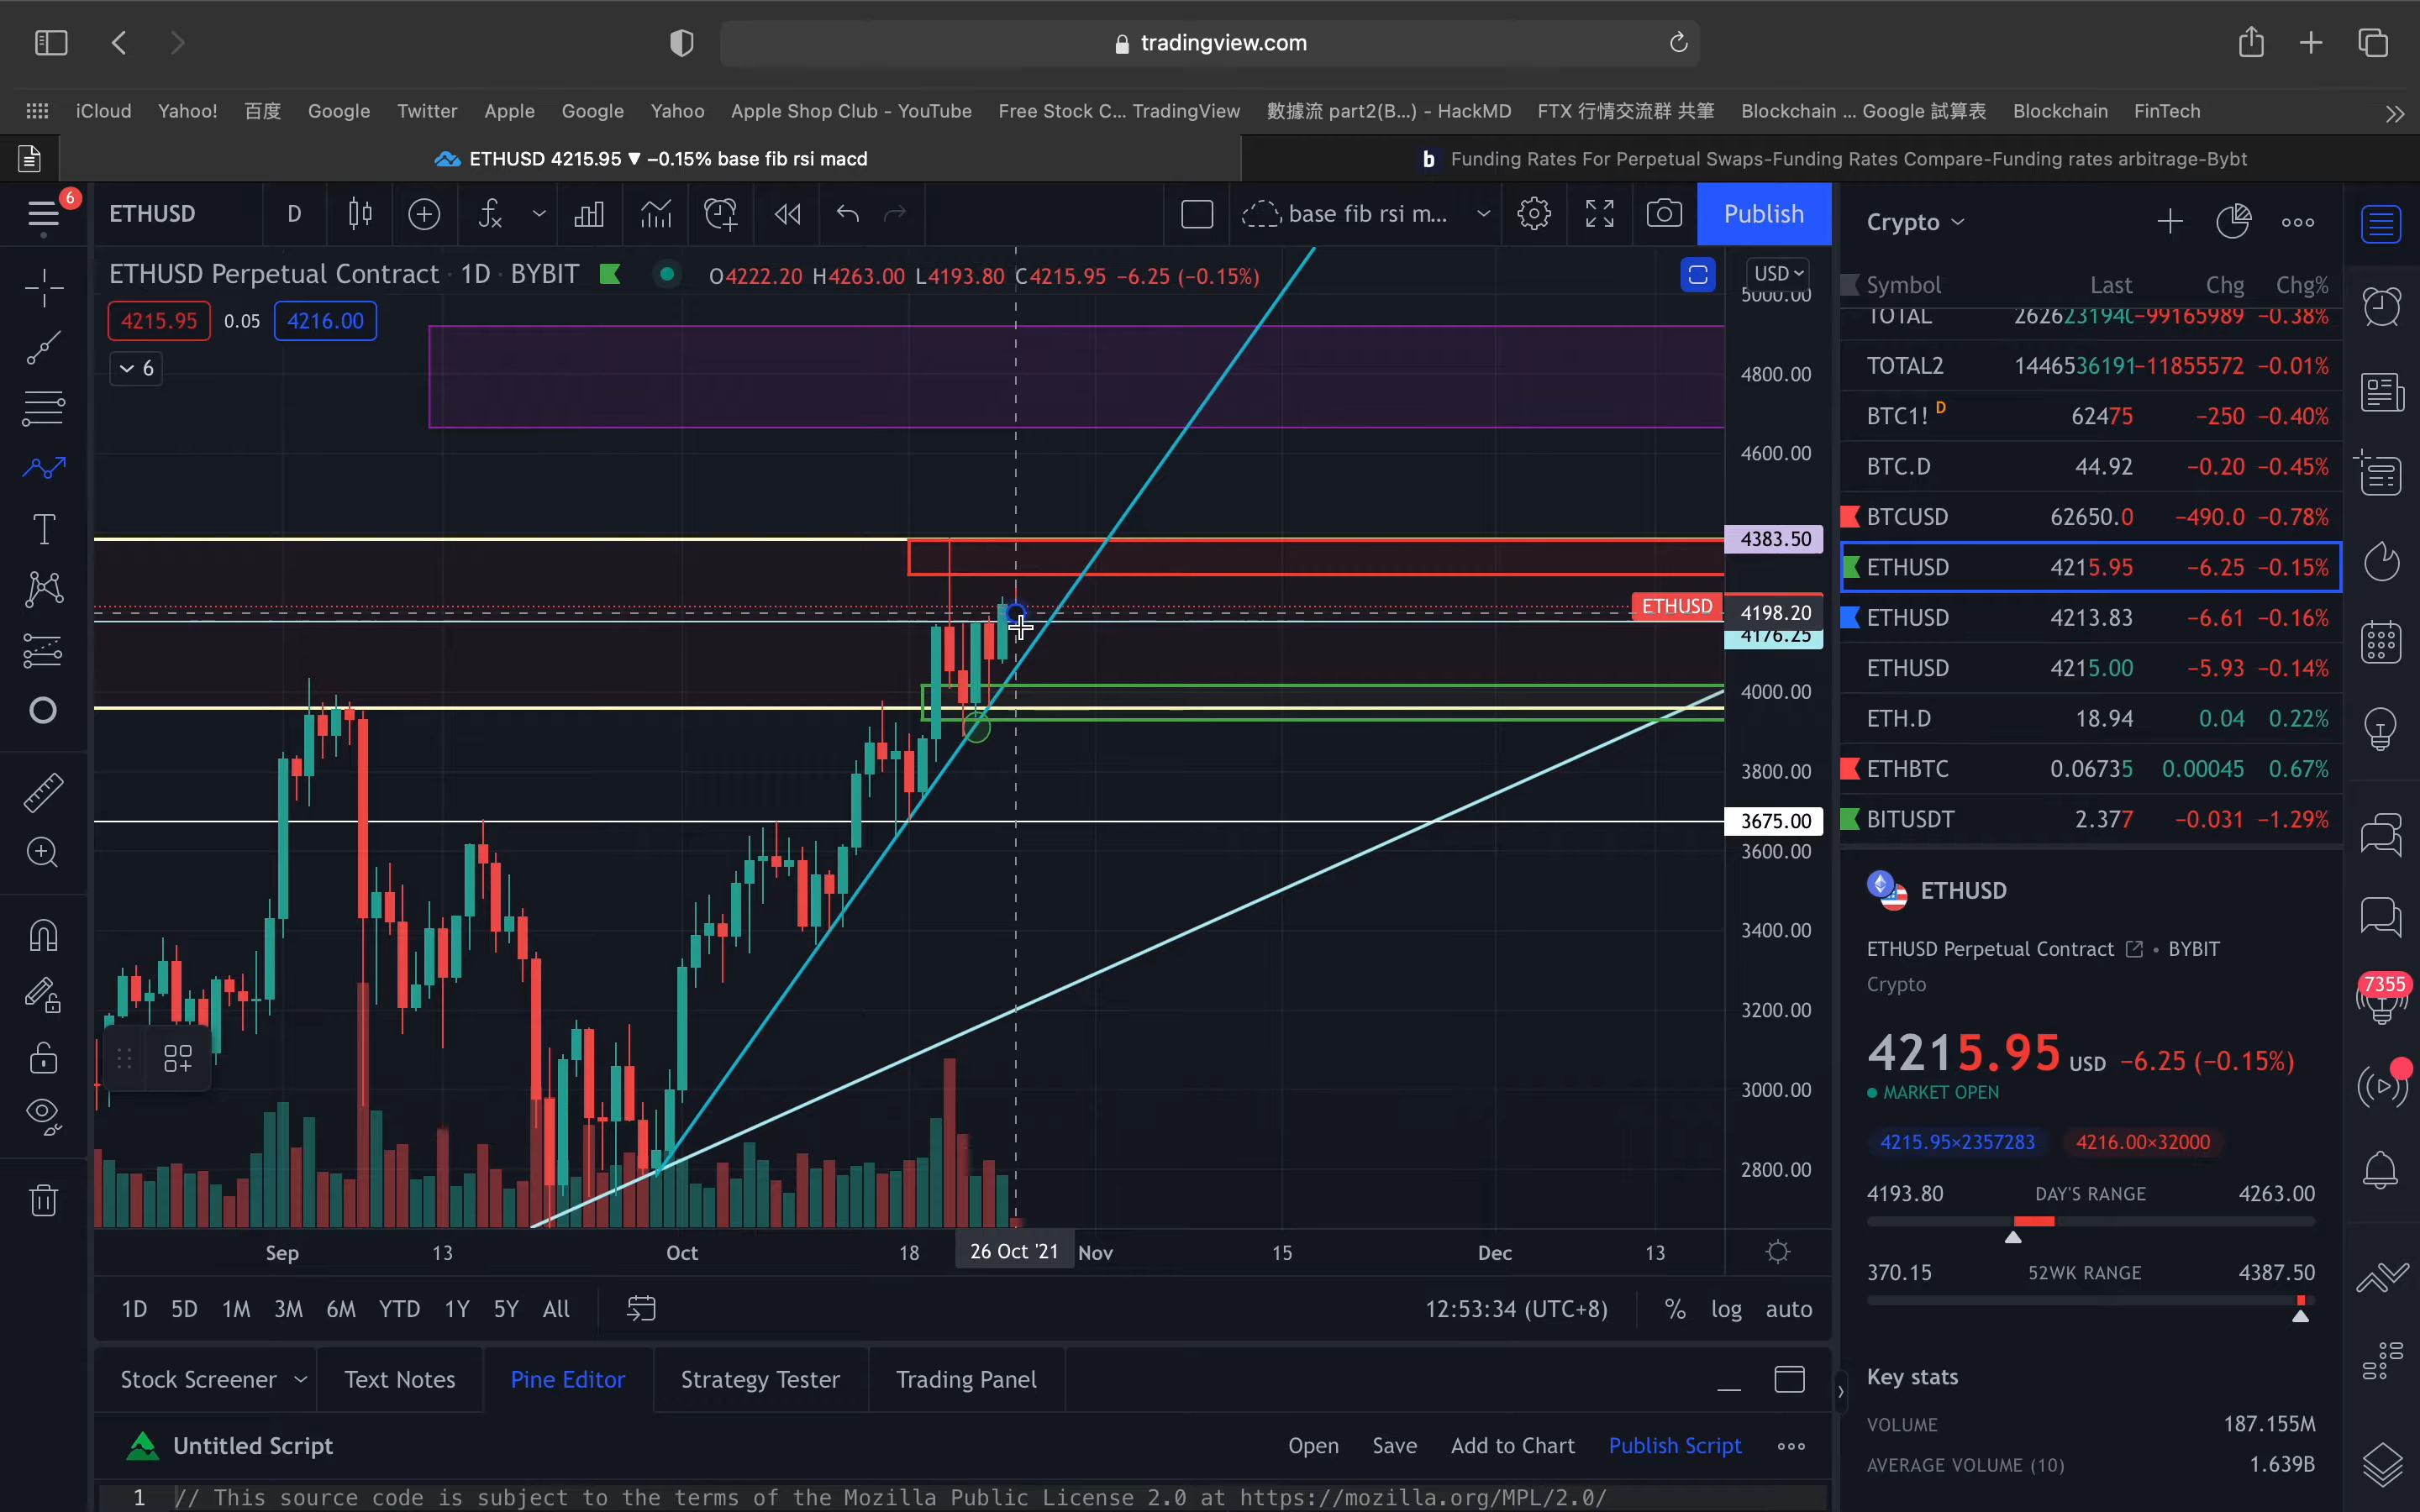 tradingview.com
iCloud Yahoo! 百度 Google Twitter Apple Google Yahoo Apple Shop Club - YouTube Free Stock C... TradingView 數據流 part2(B...) - HackMD FTX 行情交流群 共筆 Blockchain ... Google 試算表 Blockchain FinTech
ETHUSD 4215.95 ▼ −0.15% base fib rsi macd
b Funding Rates For Perpetual Swaps-Funding Rates Compare-Funding rates arbitrage-Bybt
6 ETHUSD D base fib rsi m... Publish
ETHUSD Perpetual Contract · 1D · BYBIT O4222.20 H4263.00 L4193.80 C4215.95 −6.25 (−0.15%) USD
4215.95 0.05 4216.00
6
5000.00
4800.00
4600.00
4383.50
ETHUSD 4198.20
4176.25
4000.00
3800.00
3675.00
3600.00
3400.00
3200.00
3000.00
2800.00
Sep 13 Oct 18 26 Oct '21 Nov 15 Dec 13
1D 5D 1M 3M 6M YTD 1Y 5Y All 12:53:34 (UTC+8) % log auto
Stock Screener Text Notes Pine Editor Strategy Tester Trading Panel
Untitled Script Open Save Add to Chart Publish Script
1 // This source code is subject to the terms of the Mozilla Public License 2.0 at https://mozilla.org/MPL/2.0/
Crypto
Symbol Last Chg Chg%
TOTAL 262623194 −99165989 −0.38%
TOTAL2 1446536191 −11855572 −0.01%
BTC1! D 62475 −250 −0.40%
BTC.D 44.92 −0.20 −0.45%
BTCUSD 62650.0 −490.0 −0.78%
ETHUSD 4215.95 −6.25 −0.15%
ETHUSD 4213.83 −6.61 −0.16%
ETHUSD 4215.00 −5.93 −0.14%
ETH.D 18.94 0.04 0.22%
ETHBTC 0.06735 0.00045 0.67%
BITUSDT 2.377 −0.031 −1.29%
ETHUSD
ETHUSD Perpetual Contract • BYBIT
Crypto
4215.95 USD −6.25 (−0.15%)
MARKET OPEN
4215.95×2357283 4216.00×32000
4193.80 DAY'S RANGE 4263.00
370.15 52WK RANGE 4387.50
Key stats
VOLUME 187.155M
AVERAGE VOLUME (10) 1.639B
7355